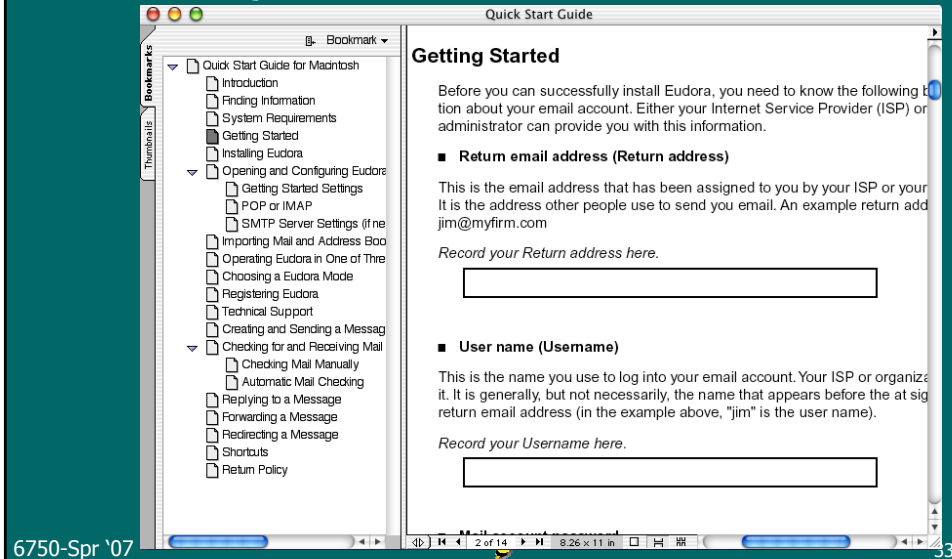 Quick Start Guide
Bookmark
Bookmarks
Thumbnails
Quick Start Guide for Macintosh
Introduction
Finding Information
System Requirements
Getting Started
Installing Eudora
Opening and Configuring Eudora
Getting Started Settings
POP or IMAP
SMTP Server Settings (if ne
Importing Mail and Address Boo
Operating Eudora in One of Thre
Choosing a Eudora Mode
Registering Eudora
Technical Support
Creating and Sending a Messag
Checking for and Receiving Mail
Checking Mail Manually
Automatic Mail Checking
Replying to a Message
Forwarding a Message
Redirecting a Message
Shortcuts
Return Policy
Getting Started
Before you can successfully install Eudora, you need to know the following b
tion about your email account. Either your Internet Service Provider (ISP) or
administrator can provide you with this information.
■ Return email address (Return address)
This is the email address that has been assigned to you by your ISP or your
It is the address other people use to send you email. An example return add
jim@myfirm.com
Record your Return address here.
■ User name (Username)
This is the name you use to log into your email account. Your ISP or organiza
it. It is generally, but not necessarily, the name that appears before the at sig
return email address (in the example above, "jim" is the user name).
Record your Username here.
2 of 14
8.26 x 11 in
6750-Spr '07